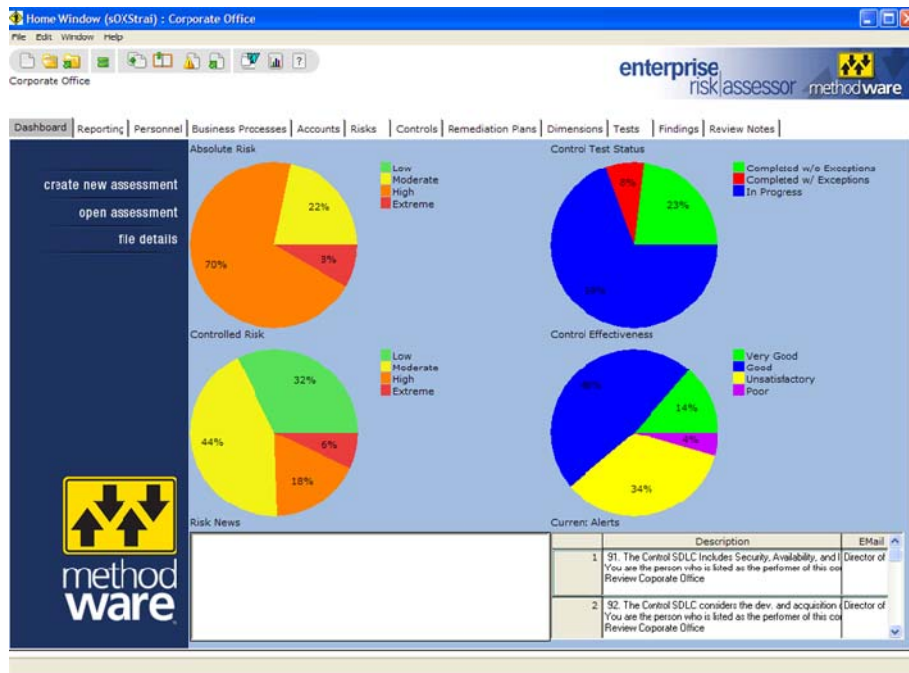 Home Window (sOXStrai) : Corporate Office
File Edit Window Help
Corporate Office
enterprise
risk|assessor methodware
Dashboard Reporting Personnel Business Processes Accounts Risks Controls Remediation Plans Dimensions Tests Findings Review Notes
create new assessment
open assessment
file details
Absolute Risk
Low
Moderate
High
Extreme
22%
70%
Control Test Status
Completed w/o Exceptions
Completed w/ Exceptions
In Progress
23%
Controlled Risk
Low
Moderate
High
Extreme
32%
44%
6%
18%
Control Effectiveness
Very Good
Good
Unsatisfactory
Poor
14%
4%
34%
Risk News
Current Alerts
Description EMail
1 91. The Control SDLC Includes Security, Availability, and Director of
You are the person who is listed as the perfomer of this
Review Coporate Office
2 92. The Control SDLC considers the dev. and acquisition Director of
You are the person who is listed as the perfomer of this
Review Coporate Office
method
ware